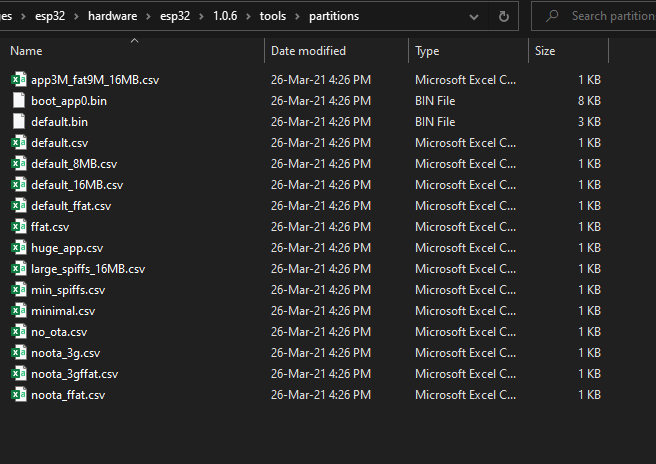 ges > esp32 > hardware > esp32 > 1.0.6 > tools > partitions Search partition
Name Date modified Type Size
app3M_fat9M_16MB.csv 26-Mar-21 4:26 PM Microsoft Excel C... 1 KB
boot_app0.bin 26-Mar-21 4:26 PM BIN File 8 KB
default.bin 26-Mar-21 4:26 PM BIN File 3 KB
default.csv 26-Mar-21 4:26 PM Microsoft Excel C... 1 KB
default_8MB.csv 26-Mar-21 4:26 PM Microsoft Excel C... 1 KB
default_16MB.csv 26-Mar-21 4:26 PM Microsoft Excel C... 1 KB
default_ffat.csv 26-Mar-21 4:26 PM Microsoft Excel C... 1 KB
ffat.csv 26-Mar-21 4:26 PM Microsoft Excel C... 1 KB
huge_app.csv 26-Mar-21 4:26 PM Microsoft Excel C... 1 KB
large_spiffs_16MB.csv 26-Mar-21 4:26 PM Microsoft Excel C... 1 KB
min_spiffs.csv 26-Mar-21 4:26 PM Microsoft Excel C... 1 KB
minimal.csv 26-Mar-21 4:26 PM Microsoft Excel C... 1 KB
no_ota.csv 26-Mar-21 4:26 PM Microsoft Excel C... 1 KB
noota_3g.csv 26-Mar-21 4:26 PM Microsoft Excel C... 1 KB
noota_3gffat.csv 26-Mar-21 4:26 PM Microsoft Excel C... 1 KB
noota_ffat.csv 26-Mar-21 4:26 PM Microsoft Excel C... 1 KB